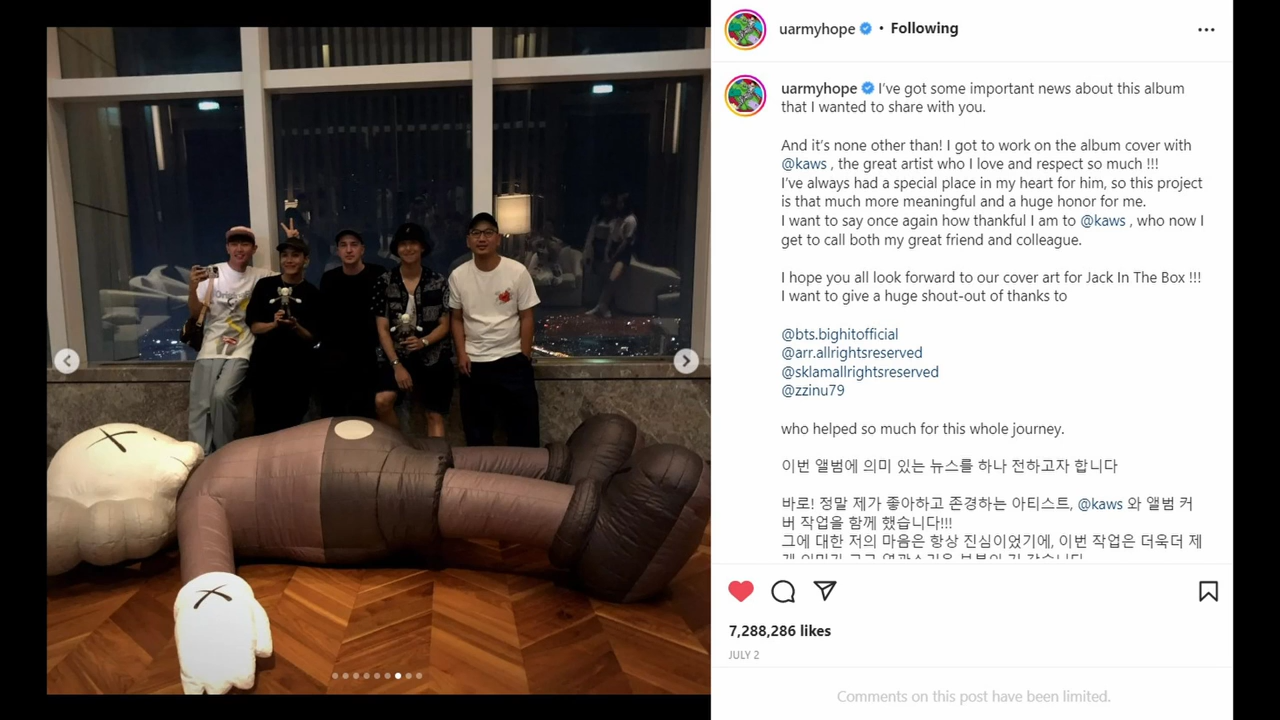 uarmyhope • Following
uarmyhope I've got some important news about this album
that I wanted to share with you.
And it's none other than! I got to work on the album cover with
@kaws , the great artist who I love and respect so much !!!
I've always had a special place in my heart for him, so this project
is that much more meaningful and a huge honor for me.
I want to say once again how thankful I am to @kaws , who now I
get to call both my great friend and colleague.
I hope you all look forward to our cover art for Jack In The Box !!!
I want to give a huge shout-out of thanks to
@bts.bighitofficial
@arr.allrightsreserved
@sklamallrightsreserved
@zzinu79
who helped so much for this whole journey.
이번 앨범에 의미 있는 뉴스를 하나 전하고자 합니다
바로! 정말 제가 좋아하고 존경하는 아티스트, @kaws 와 앨범 커
버 작업을 함께 했습니다!!!
그에 대한 저의 마음은 항상 진심이었기에, 이번 작업은 더욱더 제
7,288,286 likes
JULY 2
Comments on this post have been limited.